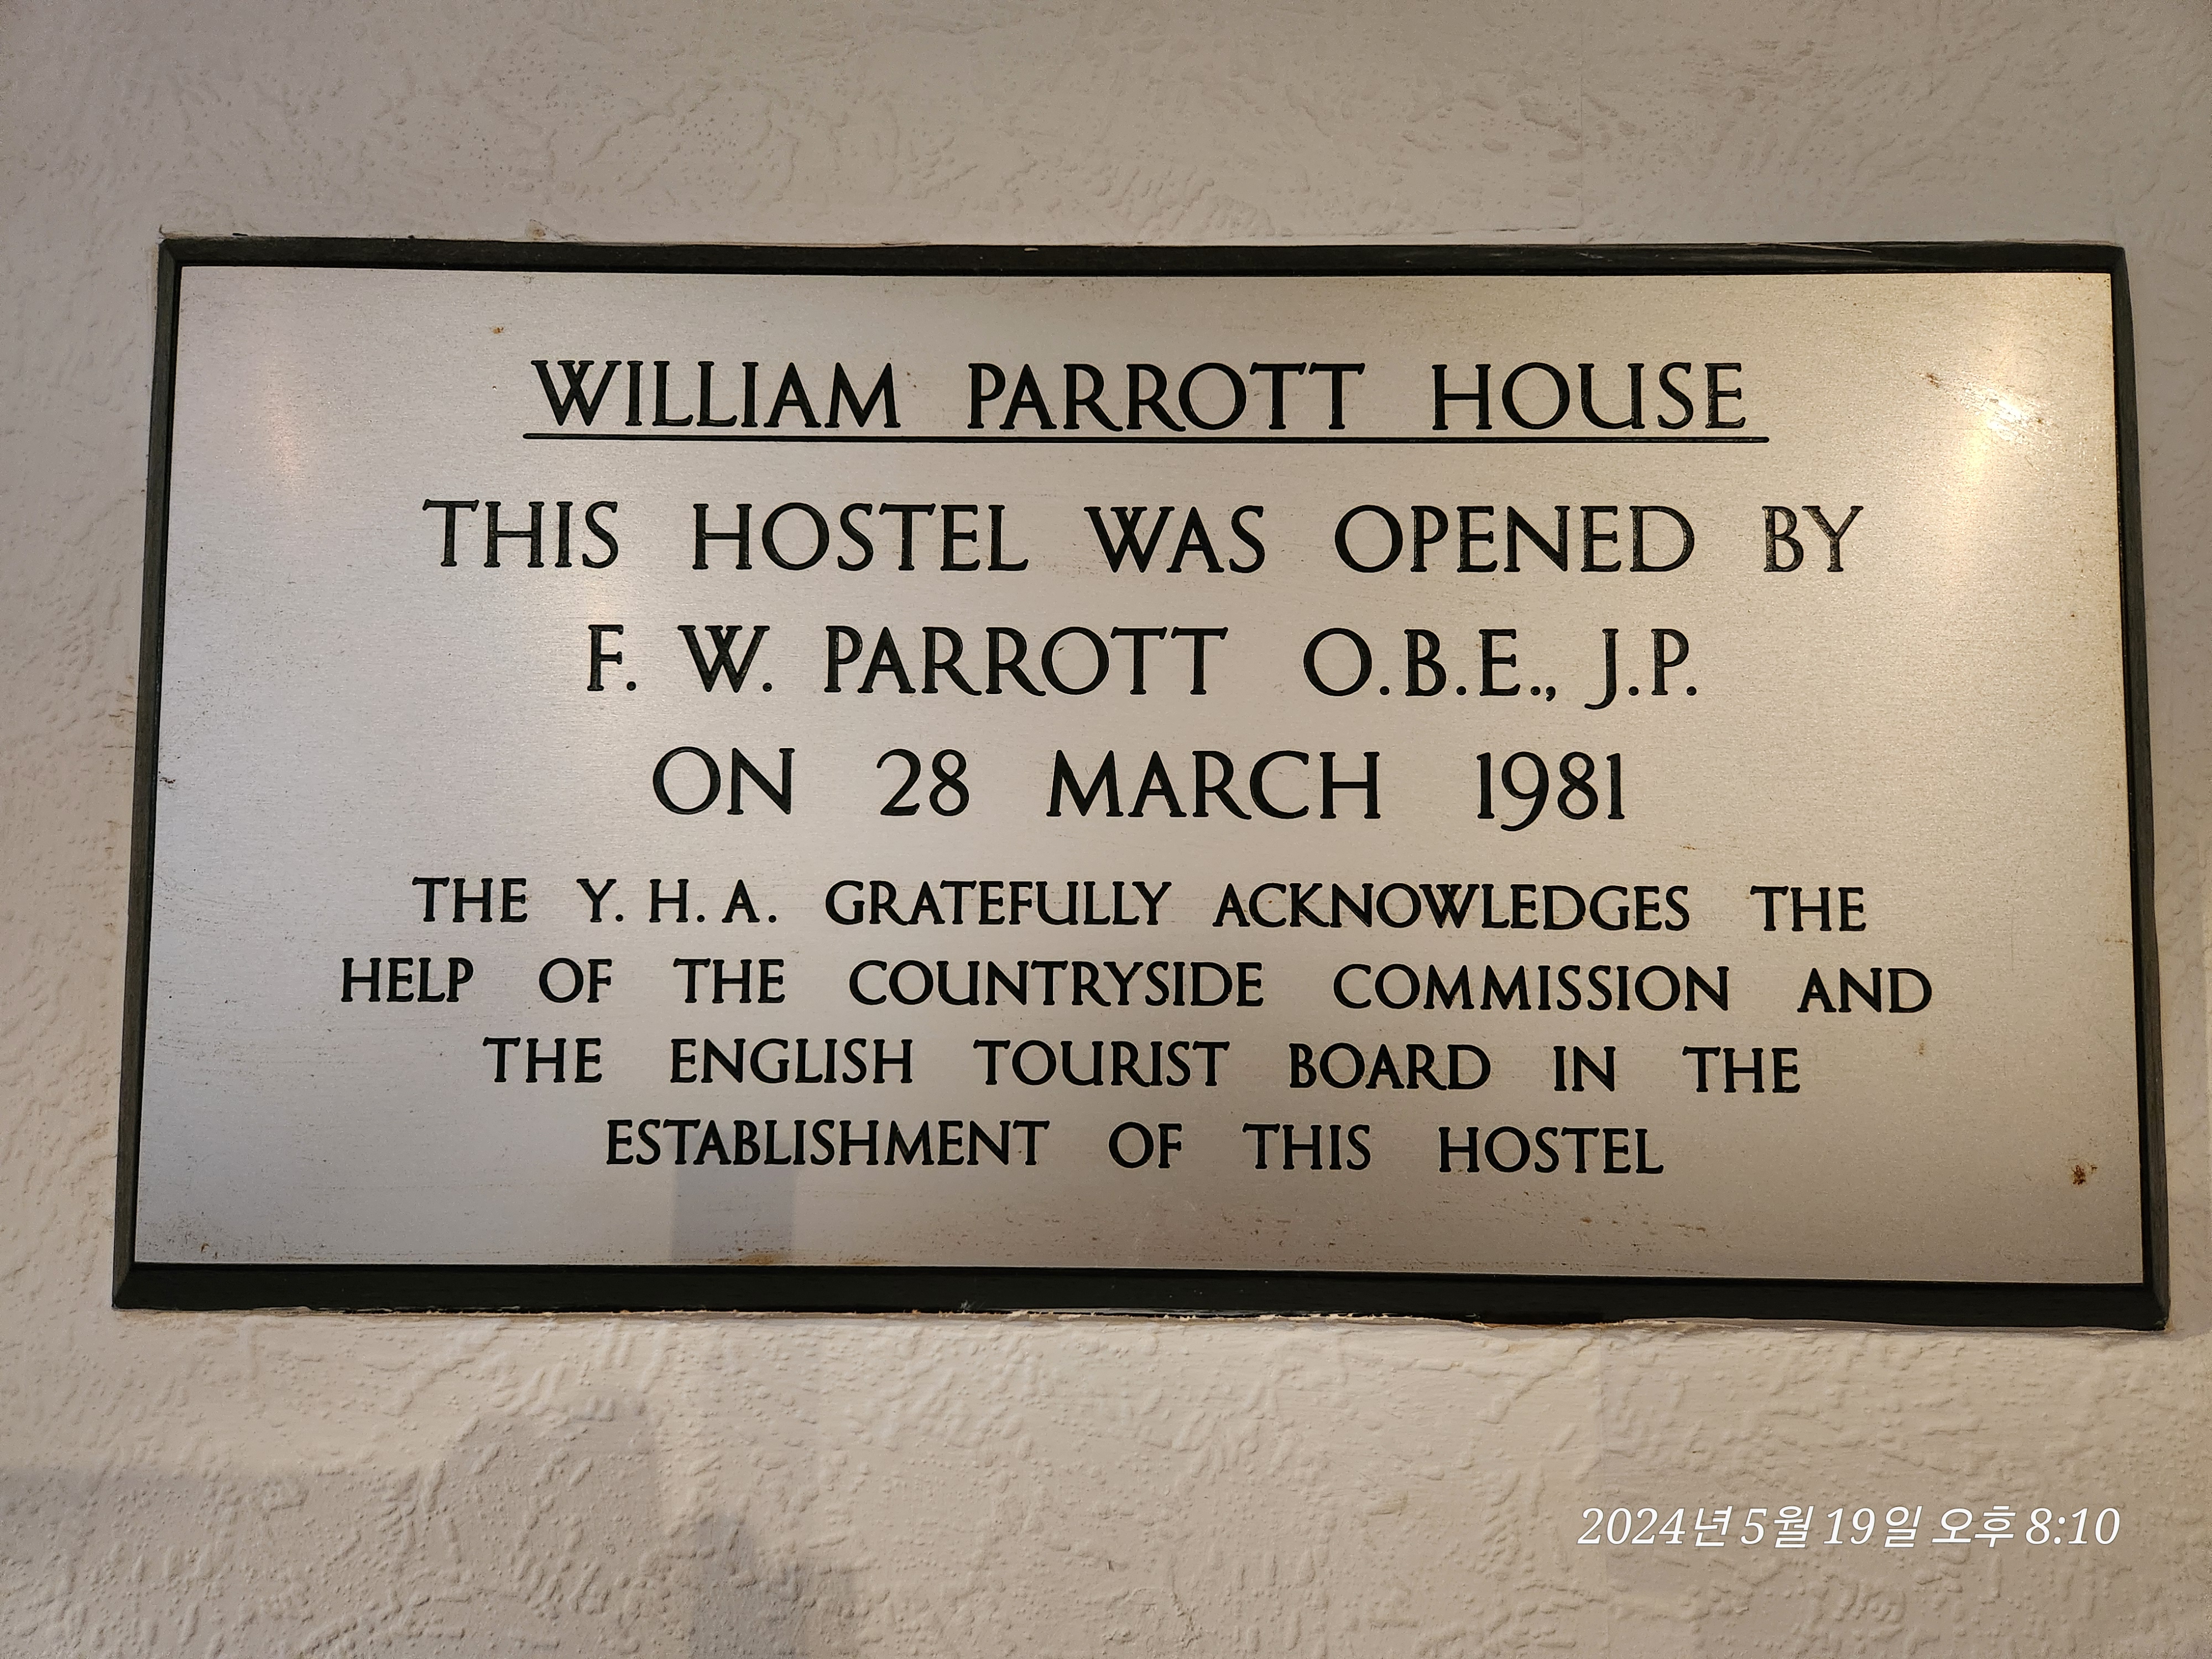 WILLIAM PARROTT HOUSE
THIS HOSTEL WAS OPENED BY
F. W. PARROTT O.B.E., J.P.
ON 28 MARCH 1981
THE Y. H. A. GRATEFULLY ACKNOWLEDGES THE
HELP OF THE COUNTRYSIDE COMMISSION AND
THE ENGLISH TOURIST BOARD IN THE
ESTABLISHMENT OF THIS HOSTEL
2024년 5월 19일 오후 8:10